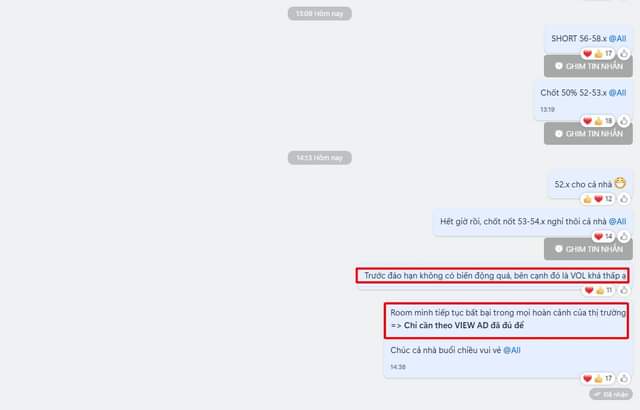 13:08 Hôm nay
SHORT 56-58.x @All
17
GHIM TIN NHẮN
Chốt 50% 52-53.x @All
13:19
18
GHIM TIN NHẮN
14:13 Hôm nay
52.x cho cả nhà
12
Hết giờ rồi, chốt nốt 53-54.x nghỉ thôi cả nhà @All
14
GHIM TIN NHẮN
Trước đáo hạn không có biến động quá, bên cạnh đó là VOL khá thấp ạ
11
Room mình tiếp tục bất bại trong mọi hoàn cảnh của thị trường
=> Chỉ cần theo VIEW AD đã đủ để
Chúc cả nhà buổi chiều vui vẻ @All
14:38
17
Đã nhận